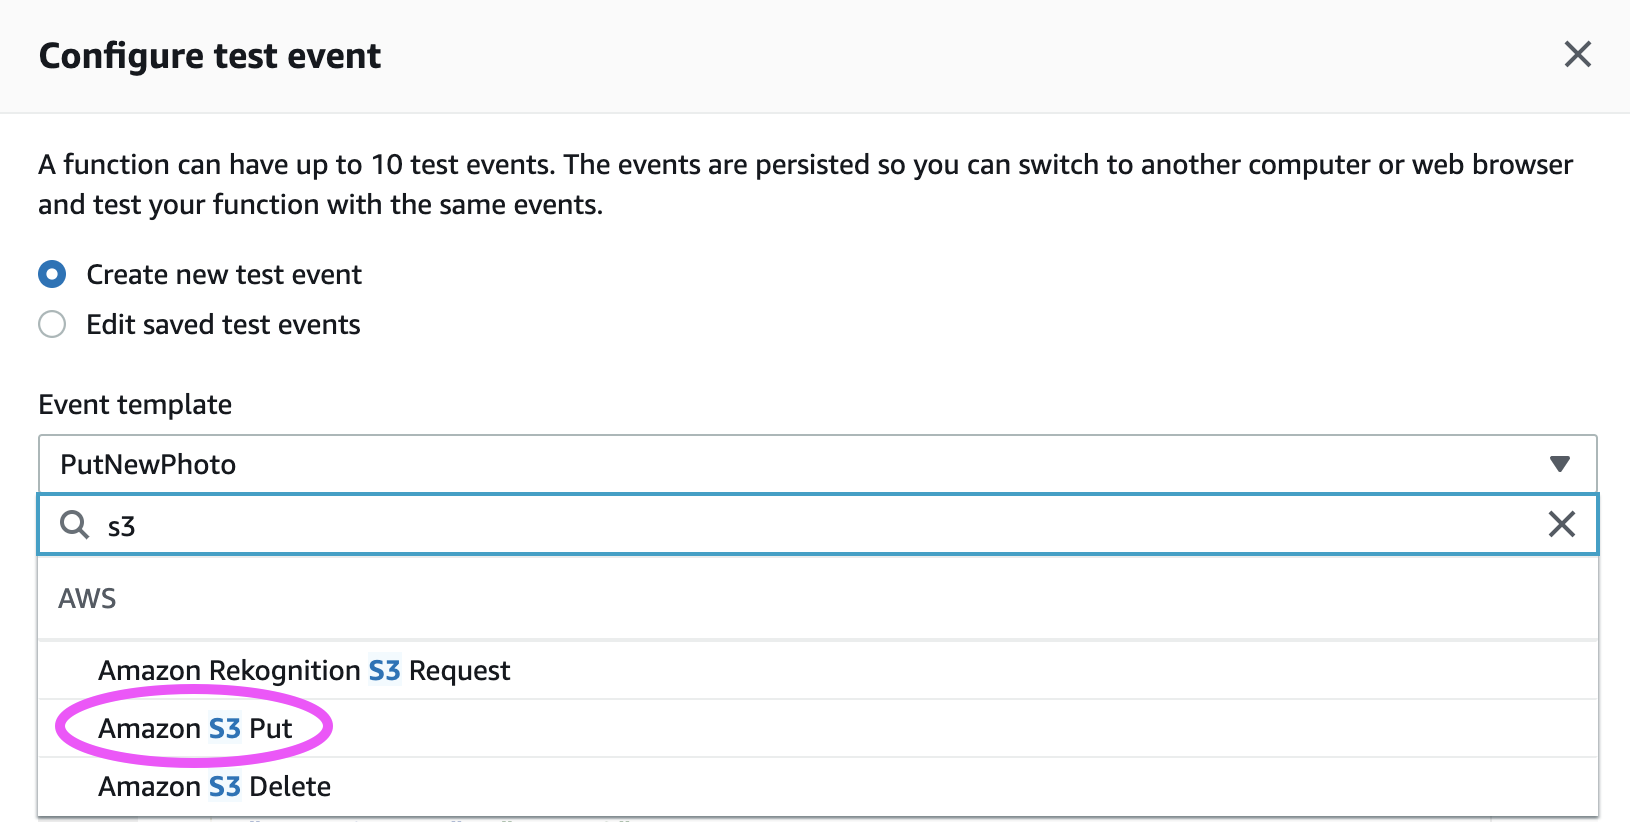 Configure test event
A function can have up to 10 test events. The events are persisted so you can switch to another computer or web browser
and test your function with the same events.
Create new test event
Edit saved test events
Event template
PutNewPhoto
s3
AWS
Amazon Rekognition S3 Request
Amazon S3 Put
Amazon S3 Delete